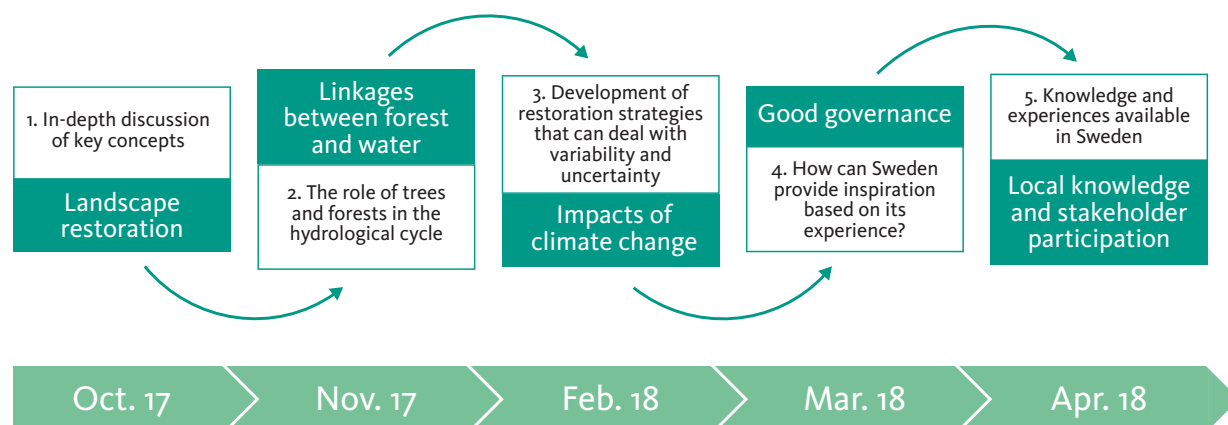 1. In-depth discussion
of key concepts
Landscape
restoration
Linkages
between forest
and water
2. The role of trees
and forests in the
hydrological cycle
3. Development of
restoration strategies
that can deal with
variability and
uncertainty
Impacts of
climate change
Good governance
4. How can Sweden
provide inspiration
based on its
experience?
5. Knowledge and
experiences available
in Sweden
Local knowledge
and stakeholder
participation
Oct. 17
Nov. 17
Feb. 18
Mar. 18
Apr. 18